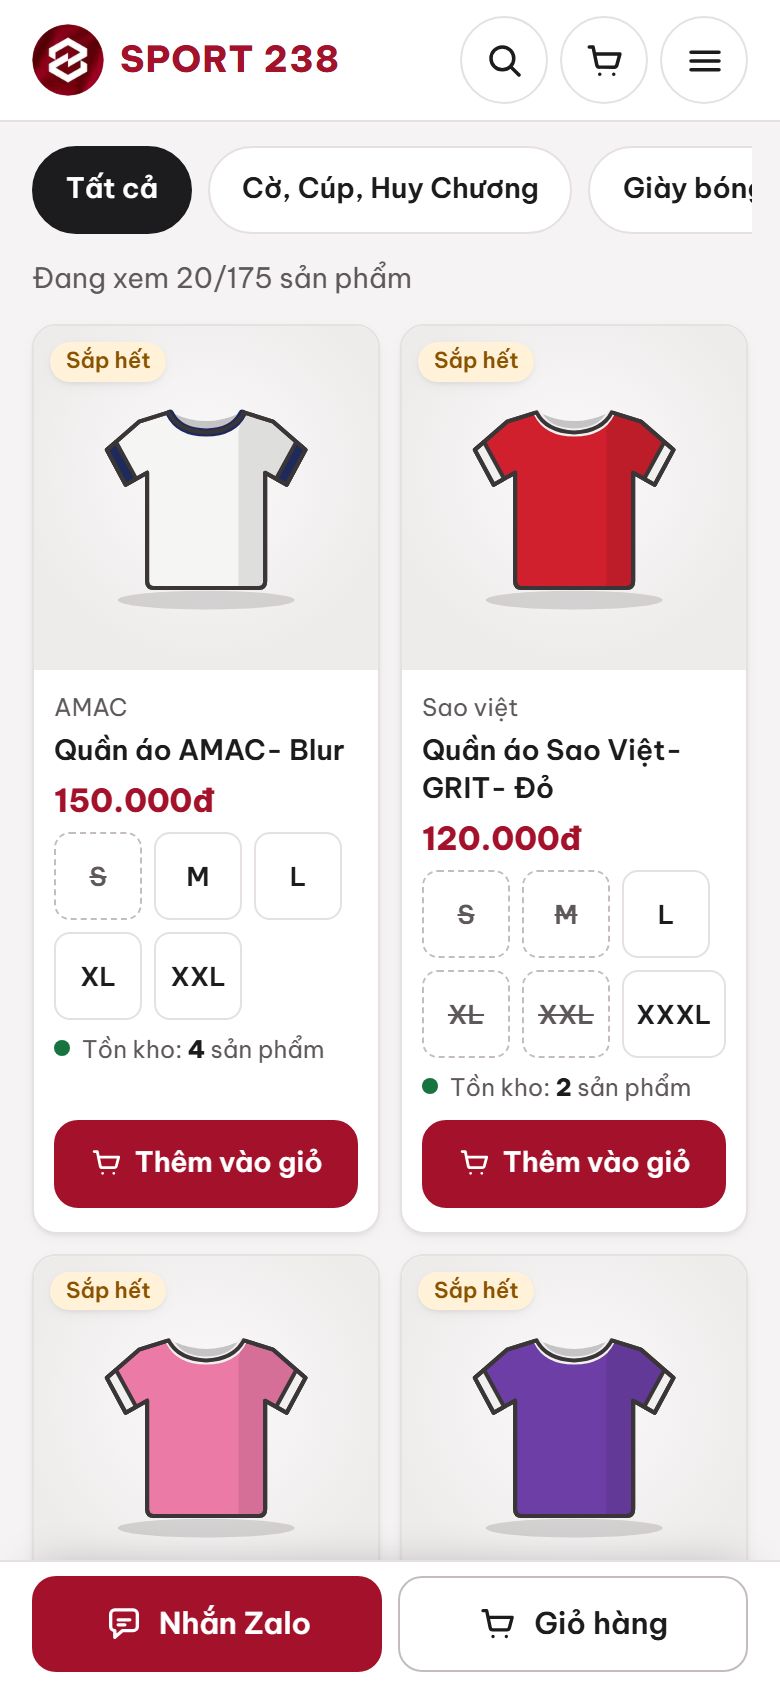 SPORT 238
Tất cả
Cờ, Cúp, Huy Chương
Giày bóng
Đang xem 20/175 sản phẩm
Sắp hết
Sắp hết
AMAC
Quần áo AMAC- Blur
150.000đ
S
M
L
XL
XXL
Tồn kho: 4 sản phẩm
Thêm vào giỏ
Sao việt
Quần áo Sao Việt-
GRIT- Đỏ
120.000đ
S
M
L
XL
XXL
XXXL
Tồn kho: 2 sản phẩm
Thêm vào giỏ
Sắp hết
Sắp hết
Nhắn Zalo
Giỏ hàng